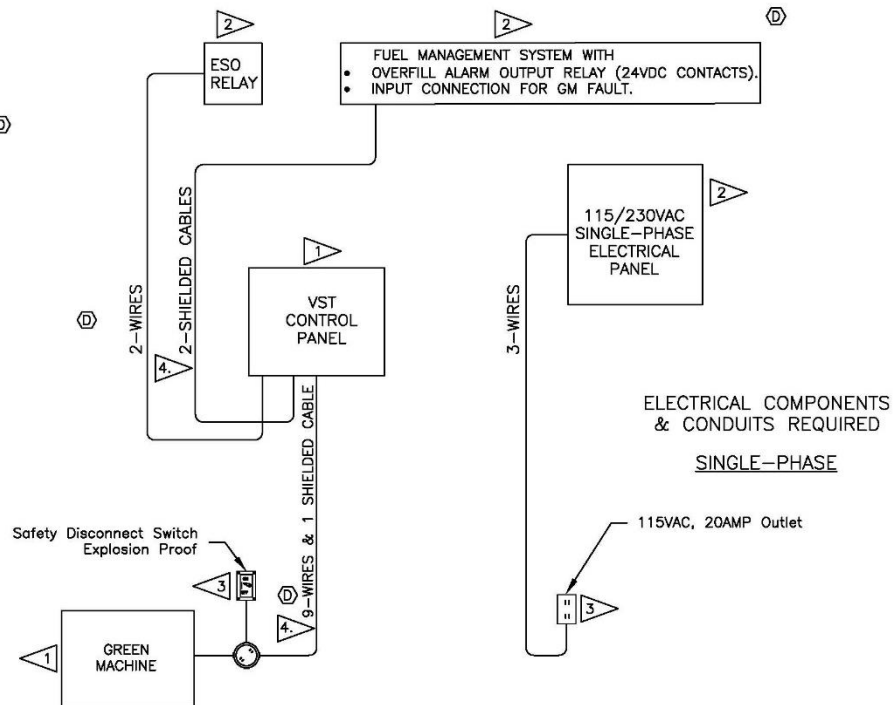 2
2
D
ESO
RELAY
FUEL MANAGEMENT SYSTEM WITH
• OVERFILL ALARM OUTPUT RELAY (24VDC CONTACTS).
• INPUT CONNECTION FOR GM FAULT.
D
2
115/230VAC
SINGLE-PHASE
ELECTRICAL
PANEL
1
VST
CONTROL
PANEL
D
2-WIRES
2-SHIELDED CABLES
4.
3-WIRES
9-WIRES & 1 SHIELDED CABLE
ELECTRICAL COMPONENTS
& CONDUITS REQUIRED
SINGLE-PHASE
Safety Disconnect Switch
Explosion Proof
115VAC, 20AMP Outlet
3
D
3
4.
1
GREEN
MACHINE